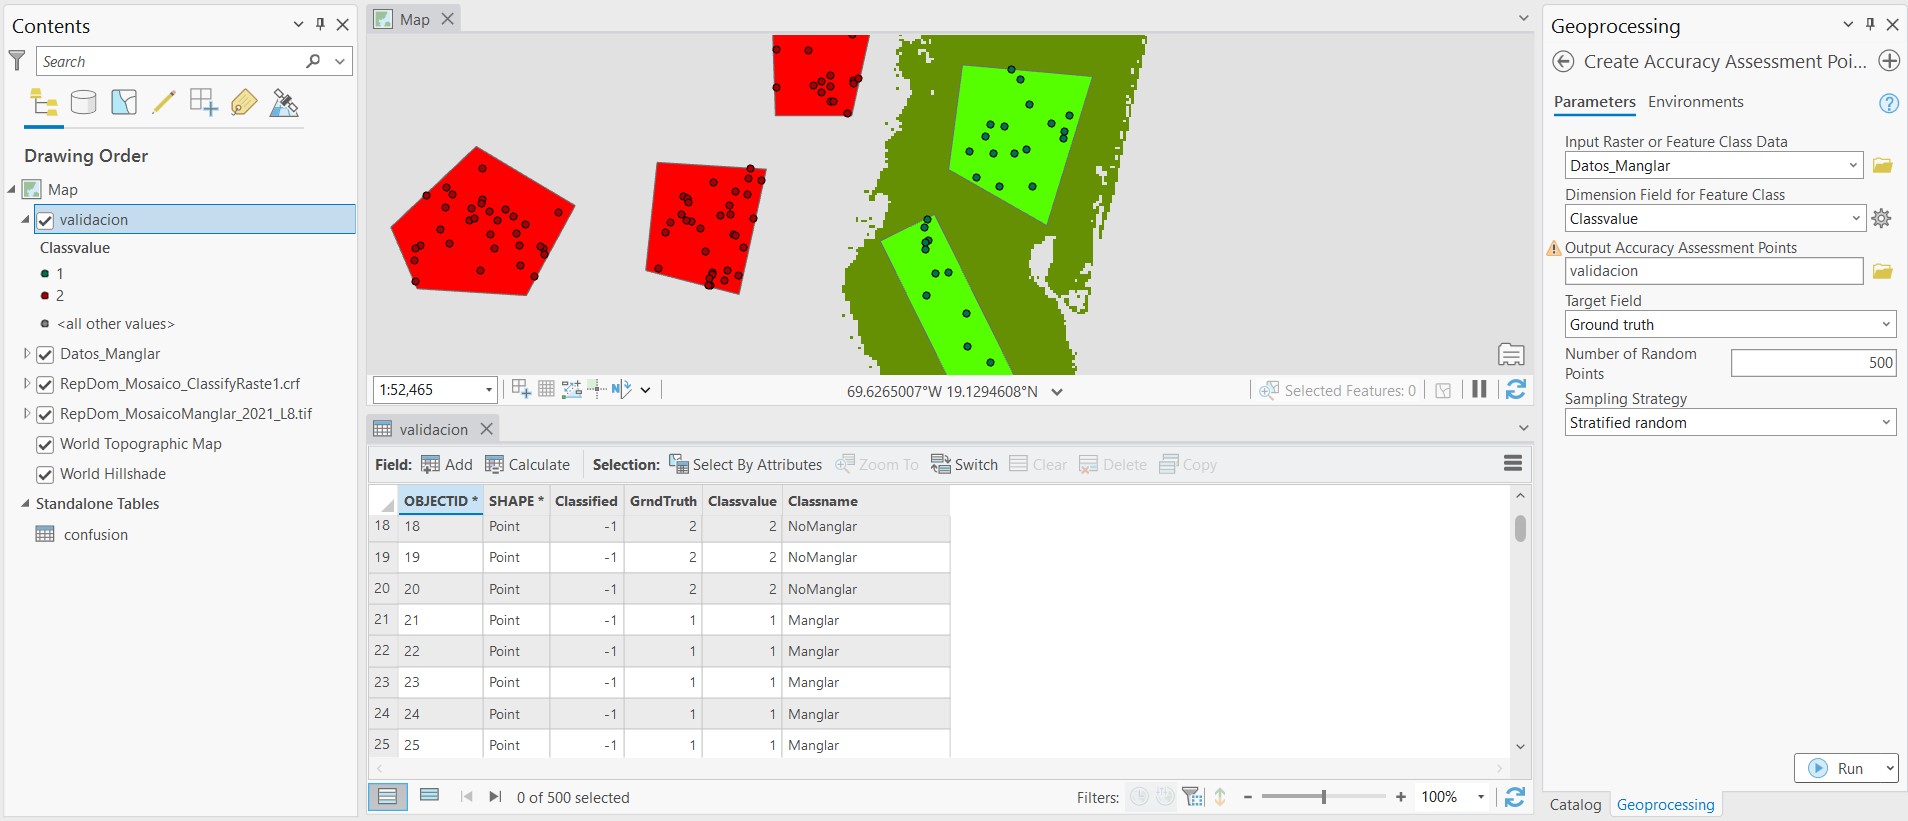 Contents
Search
Drawing Order
Map
validacion
Classvalue
1
2
<all other values>
Datos_Manglar
RepDom_Mosaico_ClassifyRaste1.crf
RepDom_MosaicoManglar_2021_L8.tif
World Topographic Map
World Hillshade
Standalone Tables
confusion
Map
1:52,465
N
69.6265007°W 19.1294608°N
Selected Features: 0
validacion
Field: Add Calculate Selection: Select By Attributes Zoom To Switch Clear Delete Copy
OBJECTID * SHAPE * Classified GrndTruth Classvalue Classname
18 18 Point -1 2 2 NoManglar
19 19 Point -1 2 2 NoManglar
20 20 Point -1 2 2 NoManglar
21 21 Point -1 1 1 Manglar
22 22 Point -1 1 1 Manglar
23 23 Point -1 1 1 Manglar
24 24 Point -1 1 1 Manglar
25 25 Point -1 1 1 Manglar
0 of 500 selected
Filters:
- + 100%
Geoprocessing
Create Accuracy Assessment Poi...
Parameters Environments
Input Raster or Feature Class Data
Datos_Manglar
Dimension Field for Feature Class
Classvalue
Output Accuracy Assessment Points
validacion
Target Field
Ground truth
Number of Random
Points
500
Sampling Strategy
Stratified random
Run
Catalog Geoprocessing